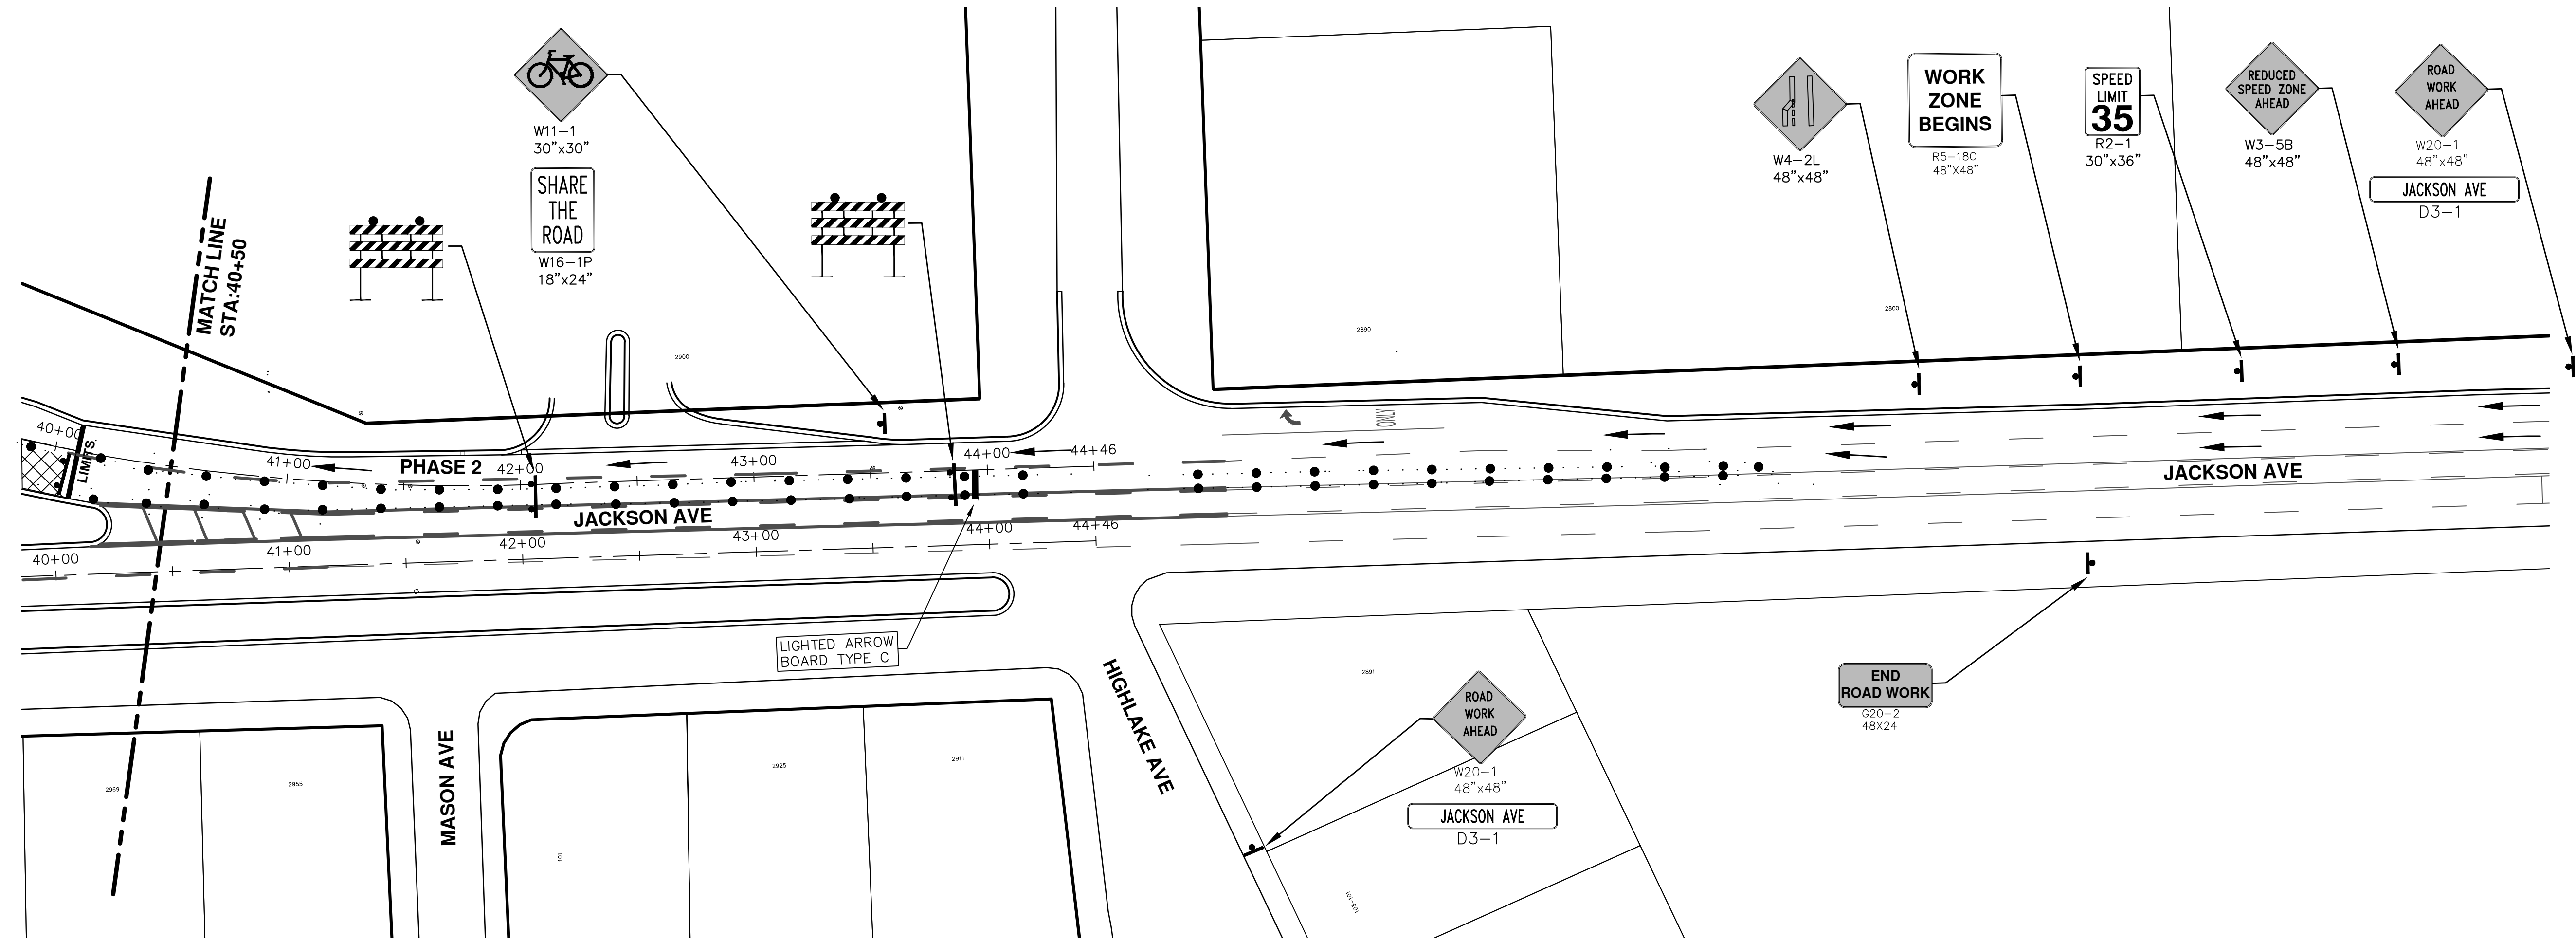 W11-1
30"x30"
SHARE
THE
ROAD
W16-1P
18"x24"
MATCH LINE
STA:40+50
W4-2L
48"x48"
WORK
ZONE
BEGINS
R5-18C
48"X48"
SPEED
LIMIT
35
R2-1
30"x36"
REDUCED
SPEED ZONE
AHEAD
W3-5B
48"x48"
ROAD
WORK
AHEAD
W20-1
48"x48"
JACKSON AVE
D3-1
2900
2890
2800
ONLY
40+00
LIMITS
41+00
PHASE 2
42+00
43+00
44+00
44+46
JACKSON AVE
JACKSON AVE
40+00
41+00
42+00
43+00
44+00
44+46
LIGHTED ARROW
BOARD TYPE C
HIGHLAKE AVE
MASON AVE
2969
2955
101
2925
2911
2891
103-101
ROAD
WORK
AHEAD
W20-1
48"x48"
JACKSON AVE
D3-1
END
ROAD WORK
G20-2
48X24